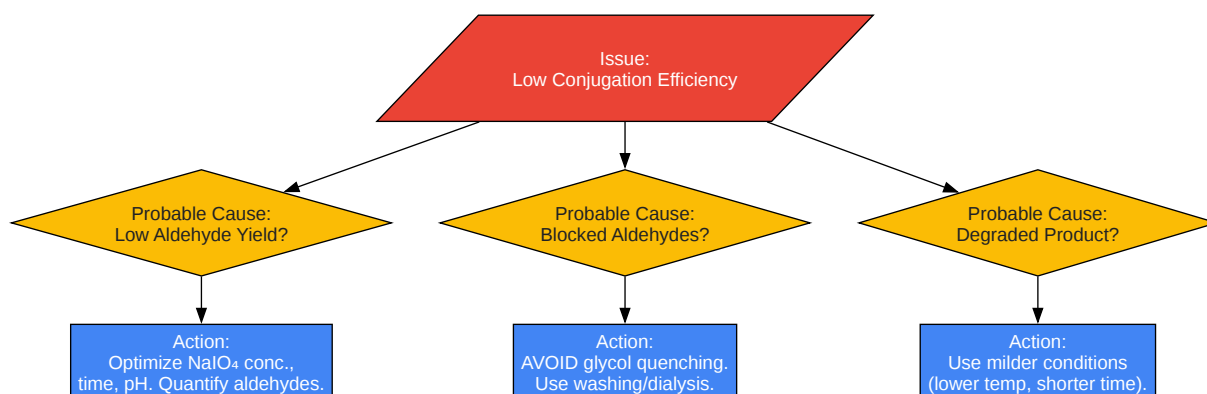 Issue:
Low Conjugation Efficiency
Probable Cause:
Low Aldehyde Yield?
Probable Cause:
Blocked Aldehydes?
Probable Cause:
Degraded Product?
Action:
Optimize NaIO₄ conc.,
time, pH. Quantify aldehydes.
Action:
AVOID glycol quenching.
Use washing/dialysis.
Action:
Use milder conditions
(lower temp, shorter time).